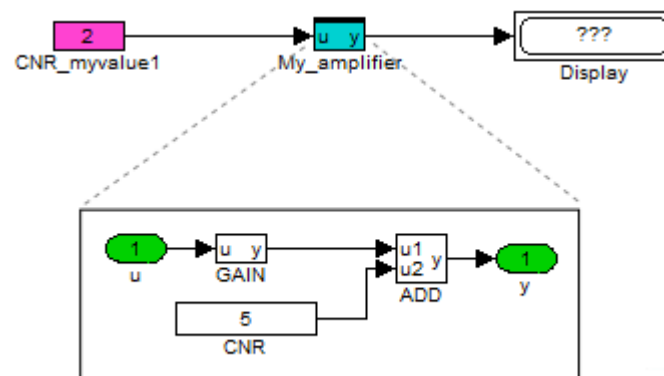 2
CNR_myvalue1
u y
My_amplifier
???
Display
1
u
u y
GAIN
5
CNR
u1
u2
y
ADD
1
y